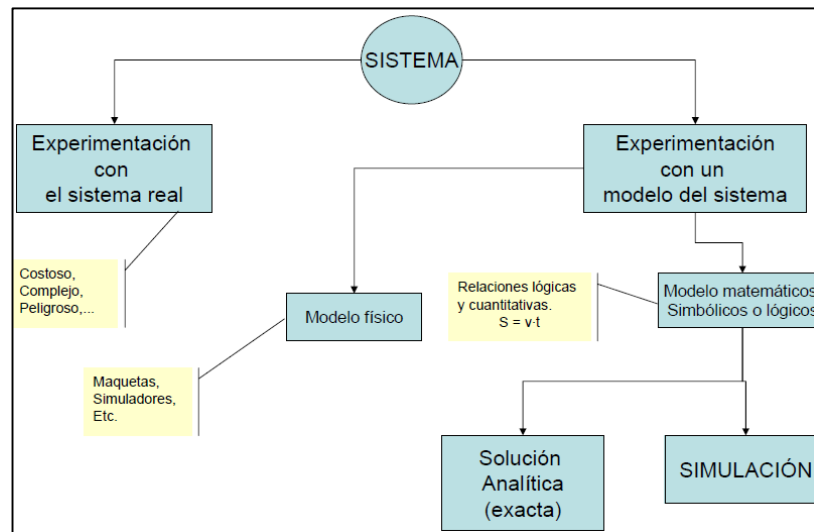 SISTEMA
Experimentación
con
el sistema real
Experimentación
con un
modelo del sistema
Costoso,
Complejo,
Peligroso,...
Modelo físico
Relaciones lógicas
y cuantitativas.
S = v·t
Modelo matemáticos
Simbólicos o lógicos
Maquetas,
Simuladores,
Etc.
Solución
Analítica
(exacta)
SIMULACIÓN